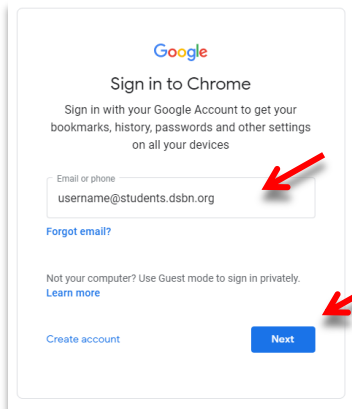 Google
Sign in to Chrome
Sign in with your Google Account to get your
bookmarks, history, passwords and other settings
on all your devices
Email or phone
username@students.dsbn.org
Forgot email?
Not your computer? Use Guest mode to sign in privately.
Learn more
Create account
Next